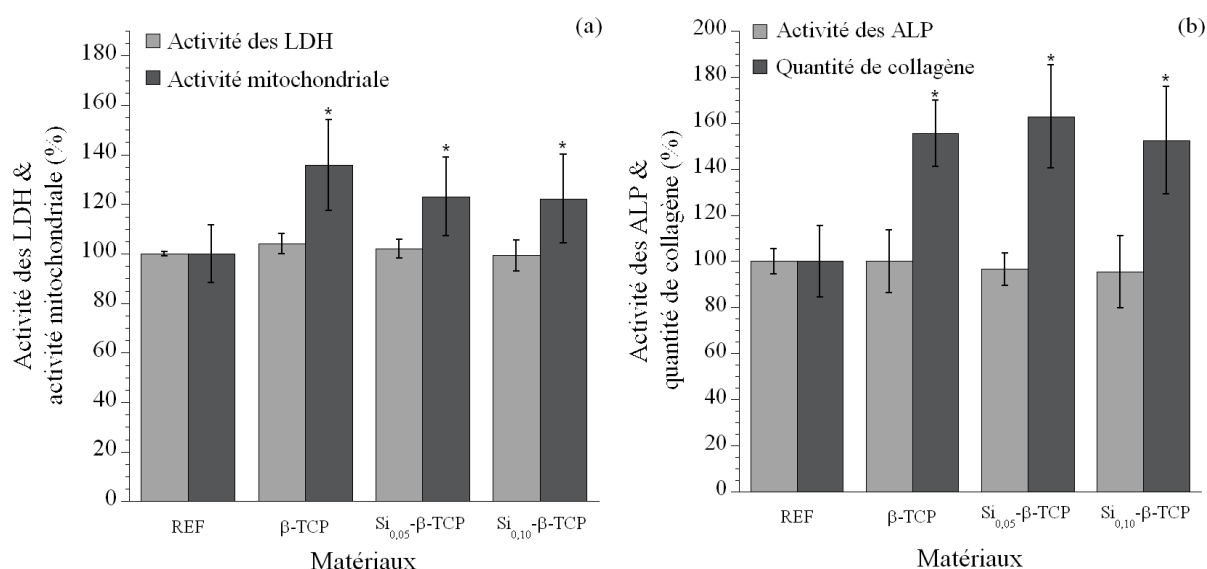 (a)
Activité des LDH
Activité mitochondriale
Activité des LDH &
activité mitochondriale (%)
180
160
140
120
100
80
60
40
20
0
*
*
*
REF
β-TCP
Si0,05-β-TCP
Si0,10-β-TCP
Matériaux
(b)
Activité des ALP
Quantité de collagène
Activité des ALP &
quantité de collagène (%)
200
180
160
140
120
100
80
60
40
20
0
*
*
*
REF
β-TCP
Si0,05-β-TCP
Si0,10-β-TCP
Matériaux